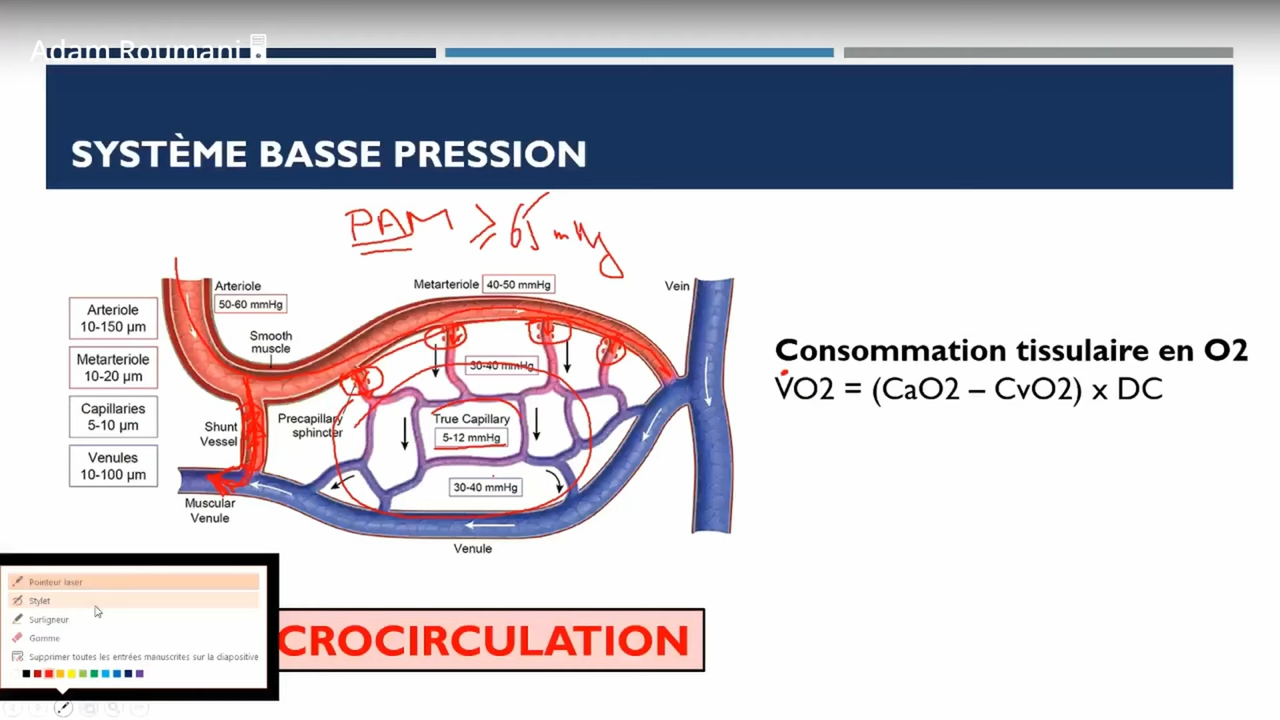 Adam Roumani
SYSTÈME BASSE PRESSION
PAM ≥ 65 mmHg
Arteriole
50-60 mmHg
Metarteriole 40-50 mmHg
Vein
Arteriole
10-150 µm
Metarteriole
10-20 µm
Capillaries
5-10 µm
Venules
10-100 µm
Smooth
muscle
30-40 mmHg
Shunt
Vessel
Precapillary
sphincter
True Capillary
5-12 mmHg
30-40 mmHg
Muscular
Venule
Venule
Consommation tissulaire en O2
V̇O2 = (CaO2 – CvO2) x DC
CROCIRCULATION
Pointeur laser
Stylet
Surligneur
Gomme
Supprimer toutes les entrées manuscrites sur la diapositive